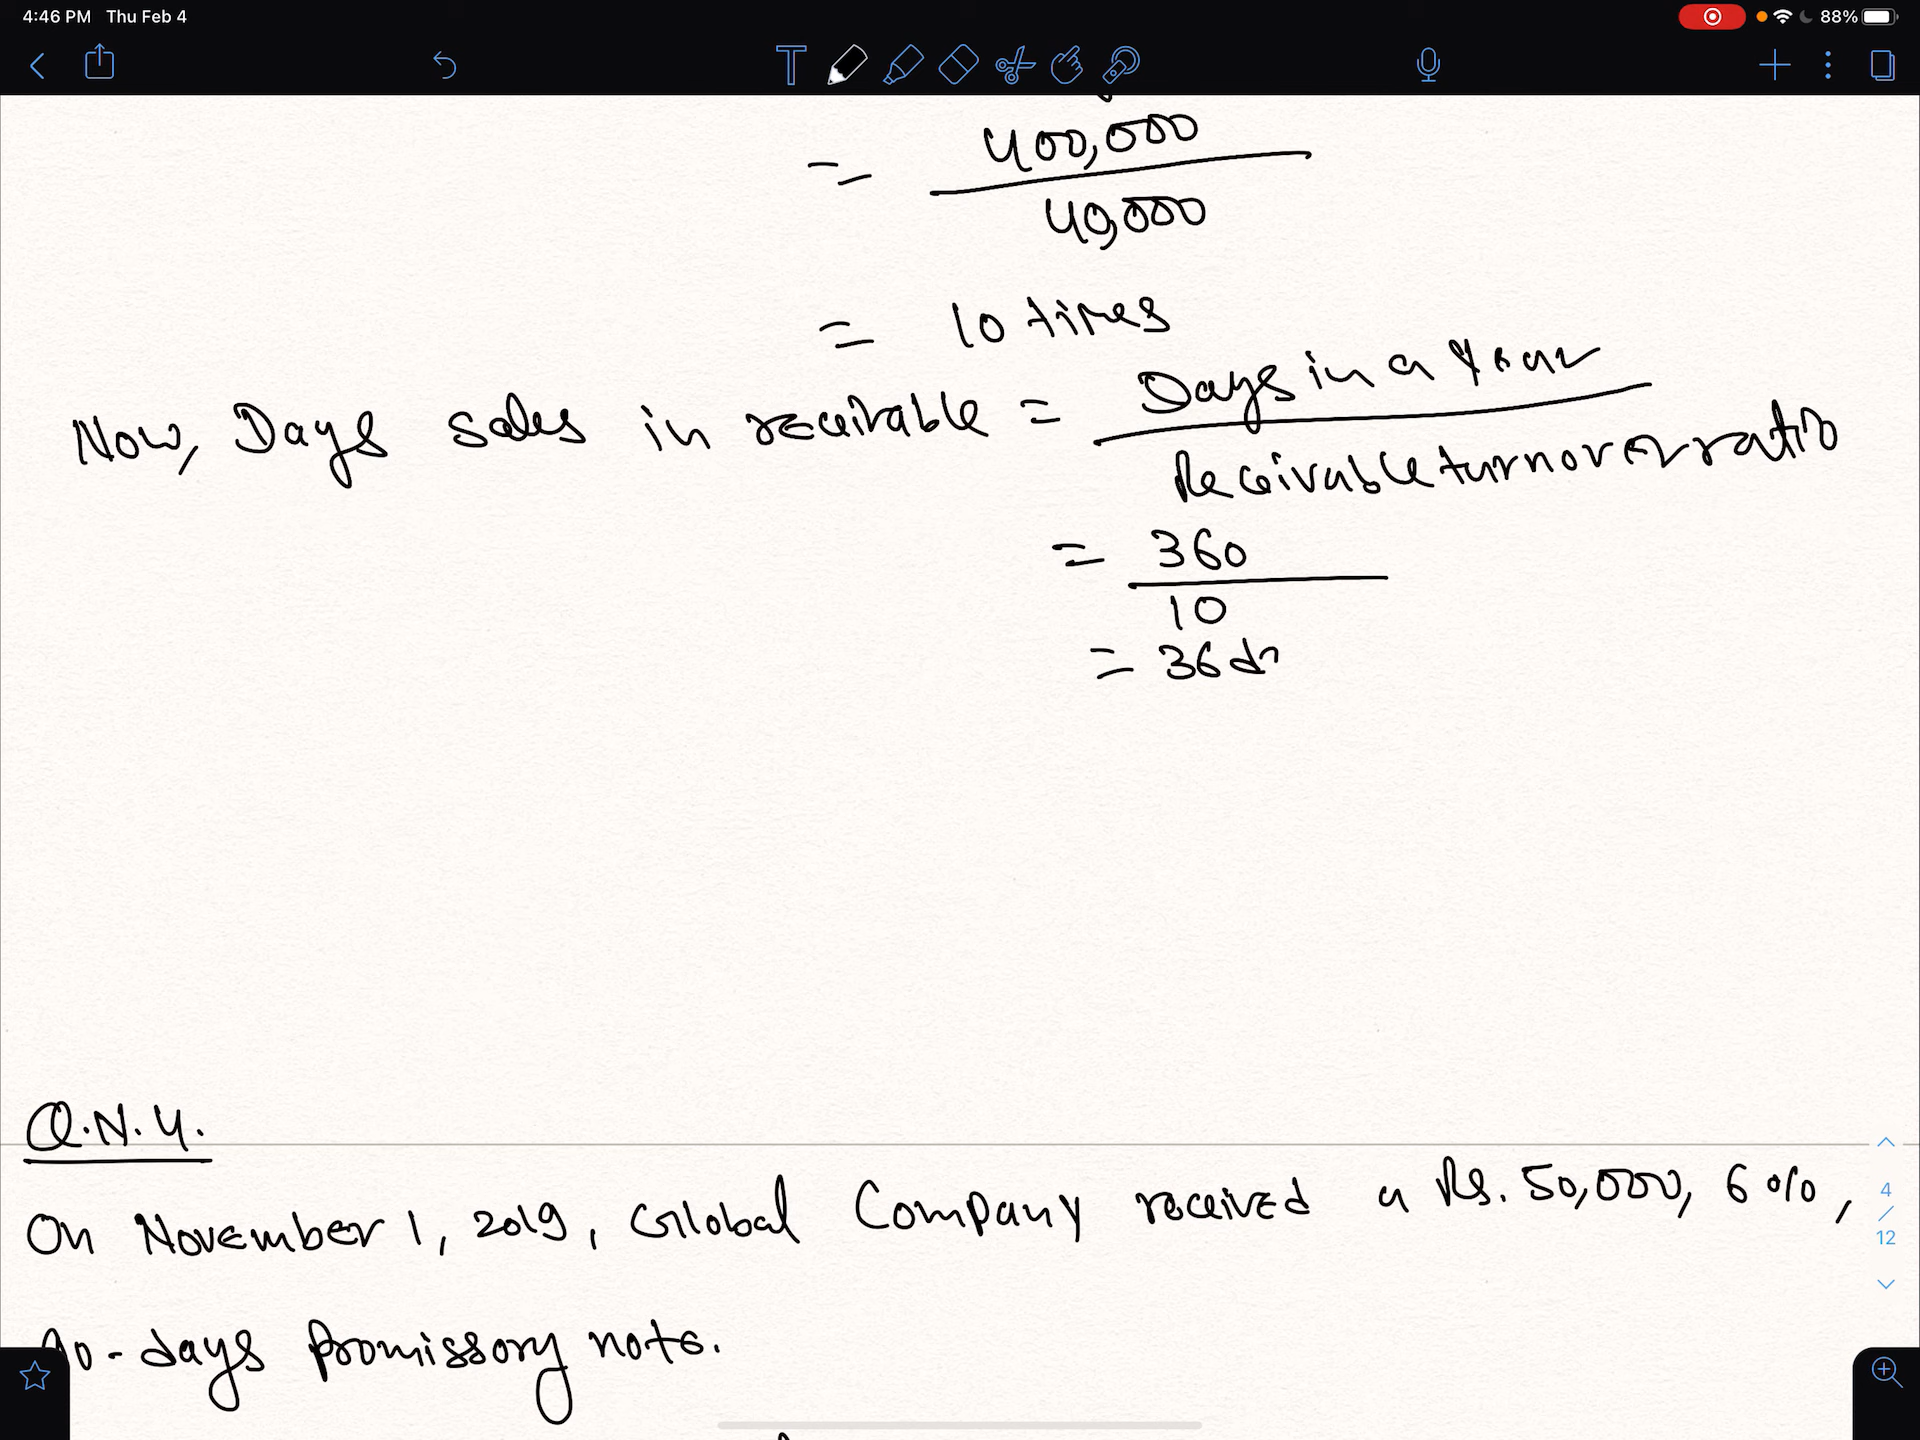 4:46 PM Thu Feb 4
88%
T
= 400,000
40,000
= 10 times
Now, Days sales in receivable = Days in a Year
Receivable turnover ratio
= 360
10
= 36 da
Q.N.4.
On November 1, 2019, Global Company received a Rs. 50,000, 6%,
0-days Promissory note.
4
/
12